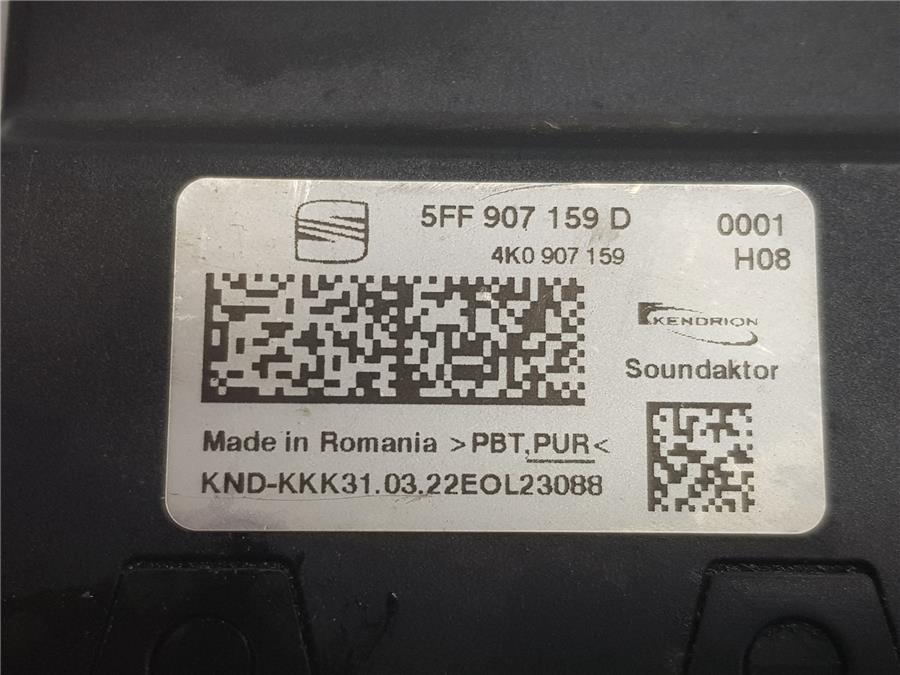 5FF 907 159 D
0001
4K0 907 159
H08
KENDRION
Soundaktor
Made in Romania >PBT,PUR<
KND-KKK31.03.22EOL23088